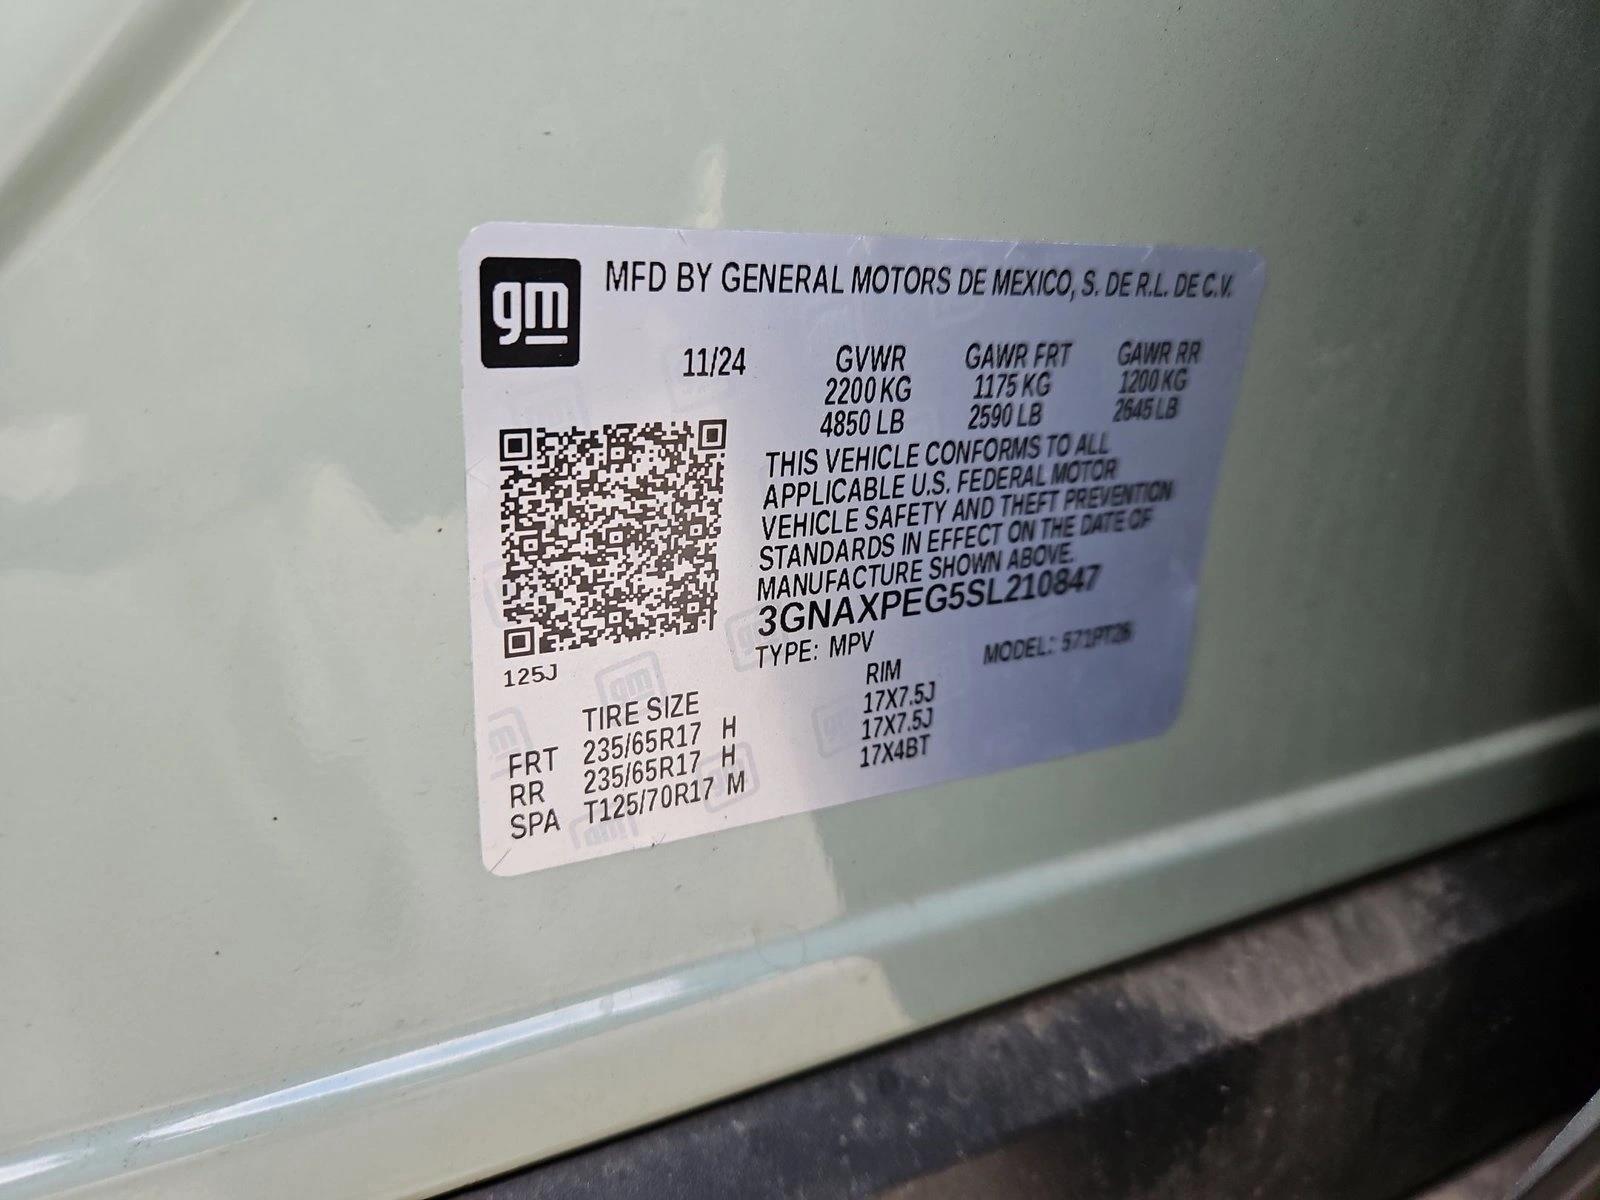 gm
MFD BY GENERAL MOTORS DE MEXICO, S. DE R.L. DE C.V.
11/24 GVWR GAWR FRT GAWR RR
2200 KG 1175 KG 1200 KG
4850 LB 2590 LB 2645 LB
THIS VEHICLE CONFORMS TO ALL
APPLICABLE U.S. FEDERAL MOTOR
VEHICLE SAFETY AND THEFT PREVENTION
STANDARDS IN EFFECT ON THE DATE OF
MANUFACTURE SHOWN ABOVE.
3GNAXPEG5SL210847
TYPE: MPV MODEL: 571PT26
125J
TIRE SIZE RIM
FRT 235/65R17 H 17X7.5J
RR 235/65R17 H 17X7.5J
SPA T125/70R17 M 17X4BT